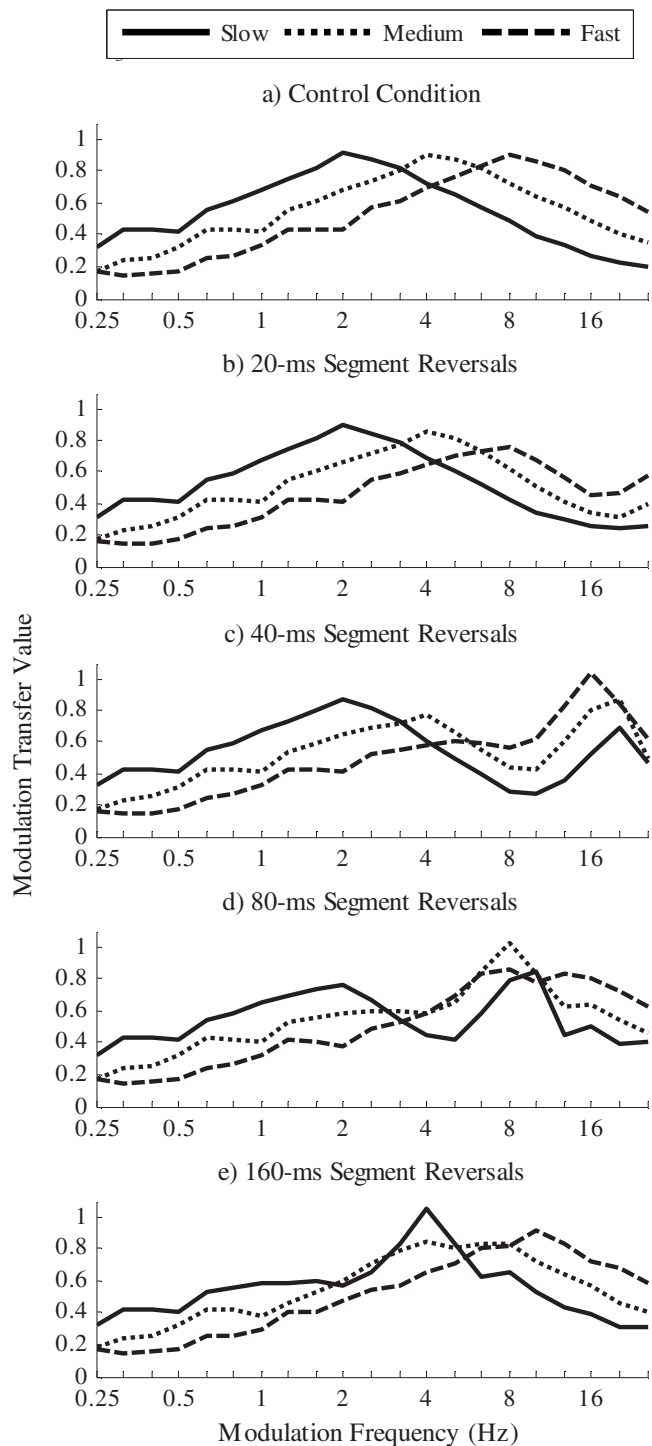 Slow Medium Fast
a) Control Condition
1
0.8
0.6
0.4
0.2
0
0.25 0.5 1 2 4 8 16
b) 20-ms Segment Reversals
1
0.8
0.6
0.4
0.2
0
0.25 0.5 1 2 4 8 16
c) 40-ms Segment Reversals
Modulation Transfer Value
1
0.8
0.6
0.4
0.2
0
0.25 0.5 1 2 4 8 16
d) 80-ms Segment Reversals
1
0.8
0.6
0.4
0.2
0
0.25 0.5 1 2 4 8 16
e) 160-ms Segment Reversals
1
0.8
0.6
0.4
0.2
0
0.25 0.5 1 2 4 8 16
Modulation Frequency (Hz)